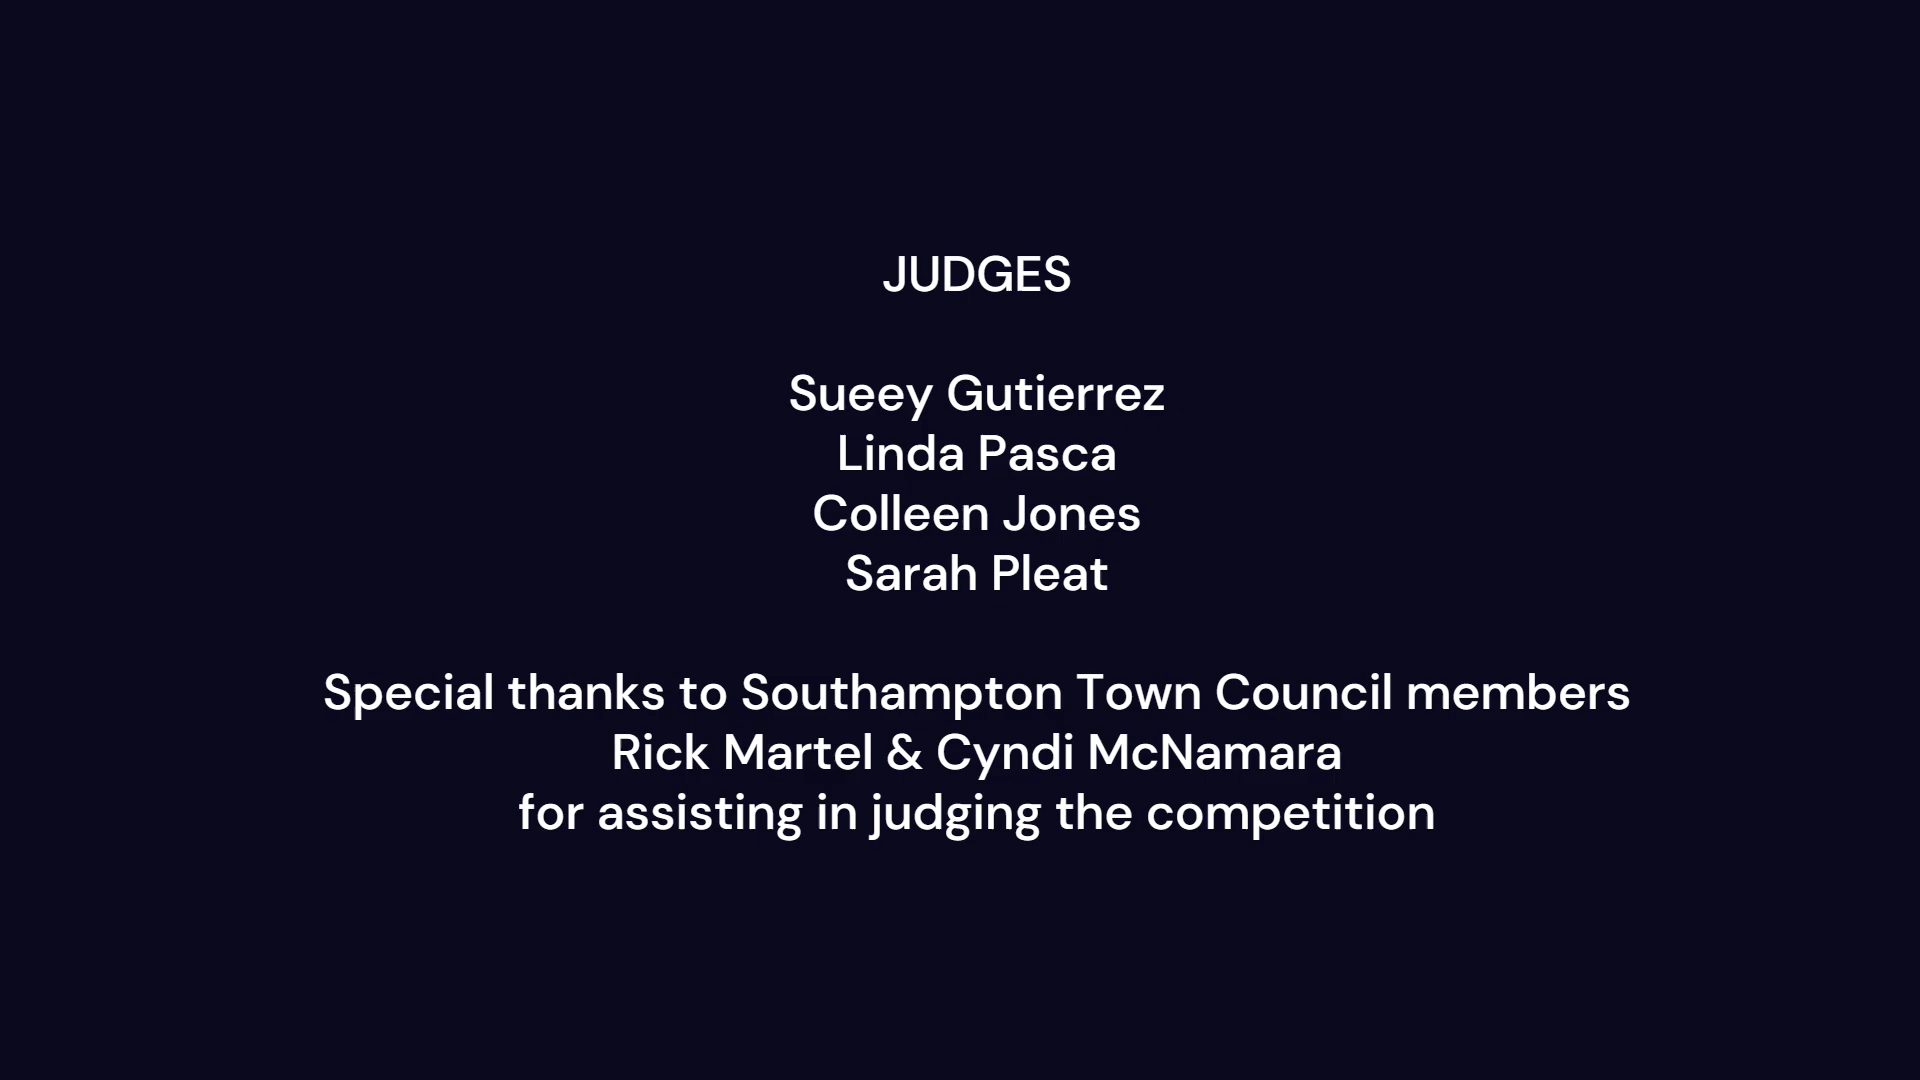 JUDGES
Sueey Gutierrez
Linda Pasca
Colleen Jones
Sarah Pleat
Special thanks to Southampton Town Council members
Rick Martel & Cyndi McNamara
for assisting in judging the competition